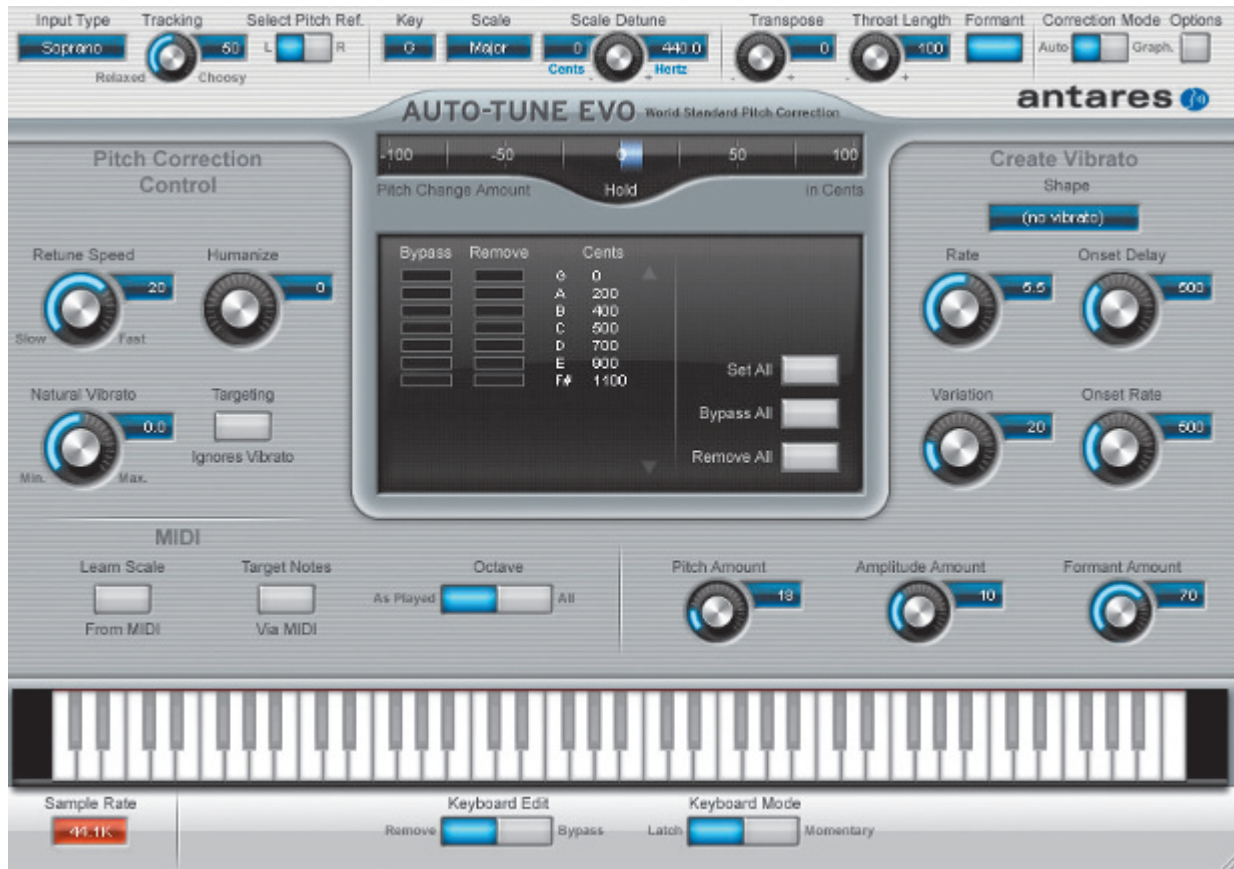 Input Type Tracking Select Pitch Ref. Key Scale Scale Detune Transpose Throat Length Formant Correction Mode Options
Soprano 50 L R G Major 0 440.0 0 100 Auto Graph.
Relaxed Choosy Cents - + Hertz - + - +
antares
AUTO-TUNE EVO World Standard Pitch Correction
-100 -50 0 50 100
Pitch Change Amount Hold in Cents
Pitch Correction
Control
Retune Speed Humanize
20 0
Slow Fast
Natural Vibrato Targeting
0.0
Min. Max. Ignores Vibrato
Bypass Remove Cents
G 0
A 200
B 400
C 500
D 700
E 900
F# 1100
Set All
Bypass All
Remove All
Create Vibrato
Shape
(no vibrato)
Rate Onset Delay
5.5 500
Variation Onset Rate
20 500
MIDI
Learn Scale Target Notes Octave
As Played All
From MIDI Via MIDI
Pitch Amount Amplitude Amount Formant Amount
18 10 70
Sample Rate Keyboard Edit Keyboard Mode
44.1K Remove Bypass Latch Momentary